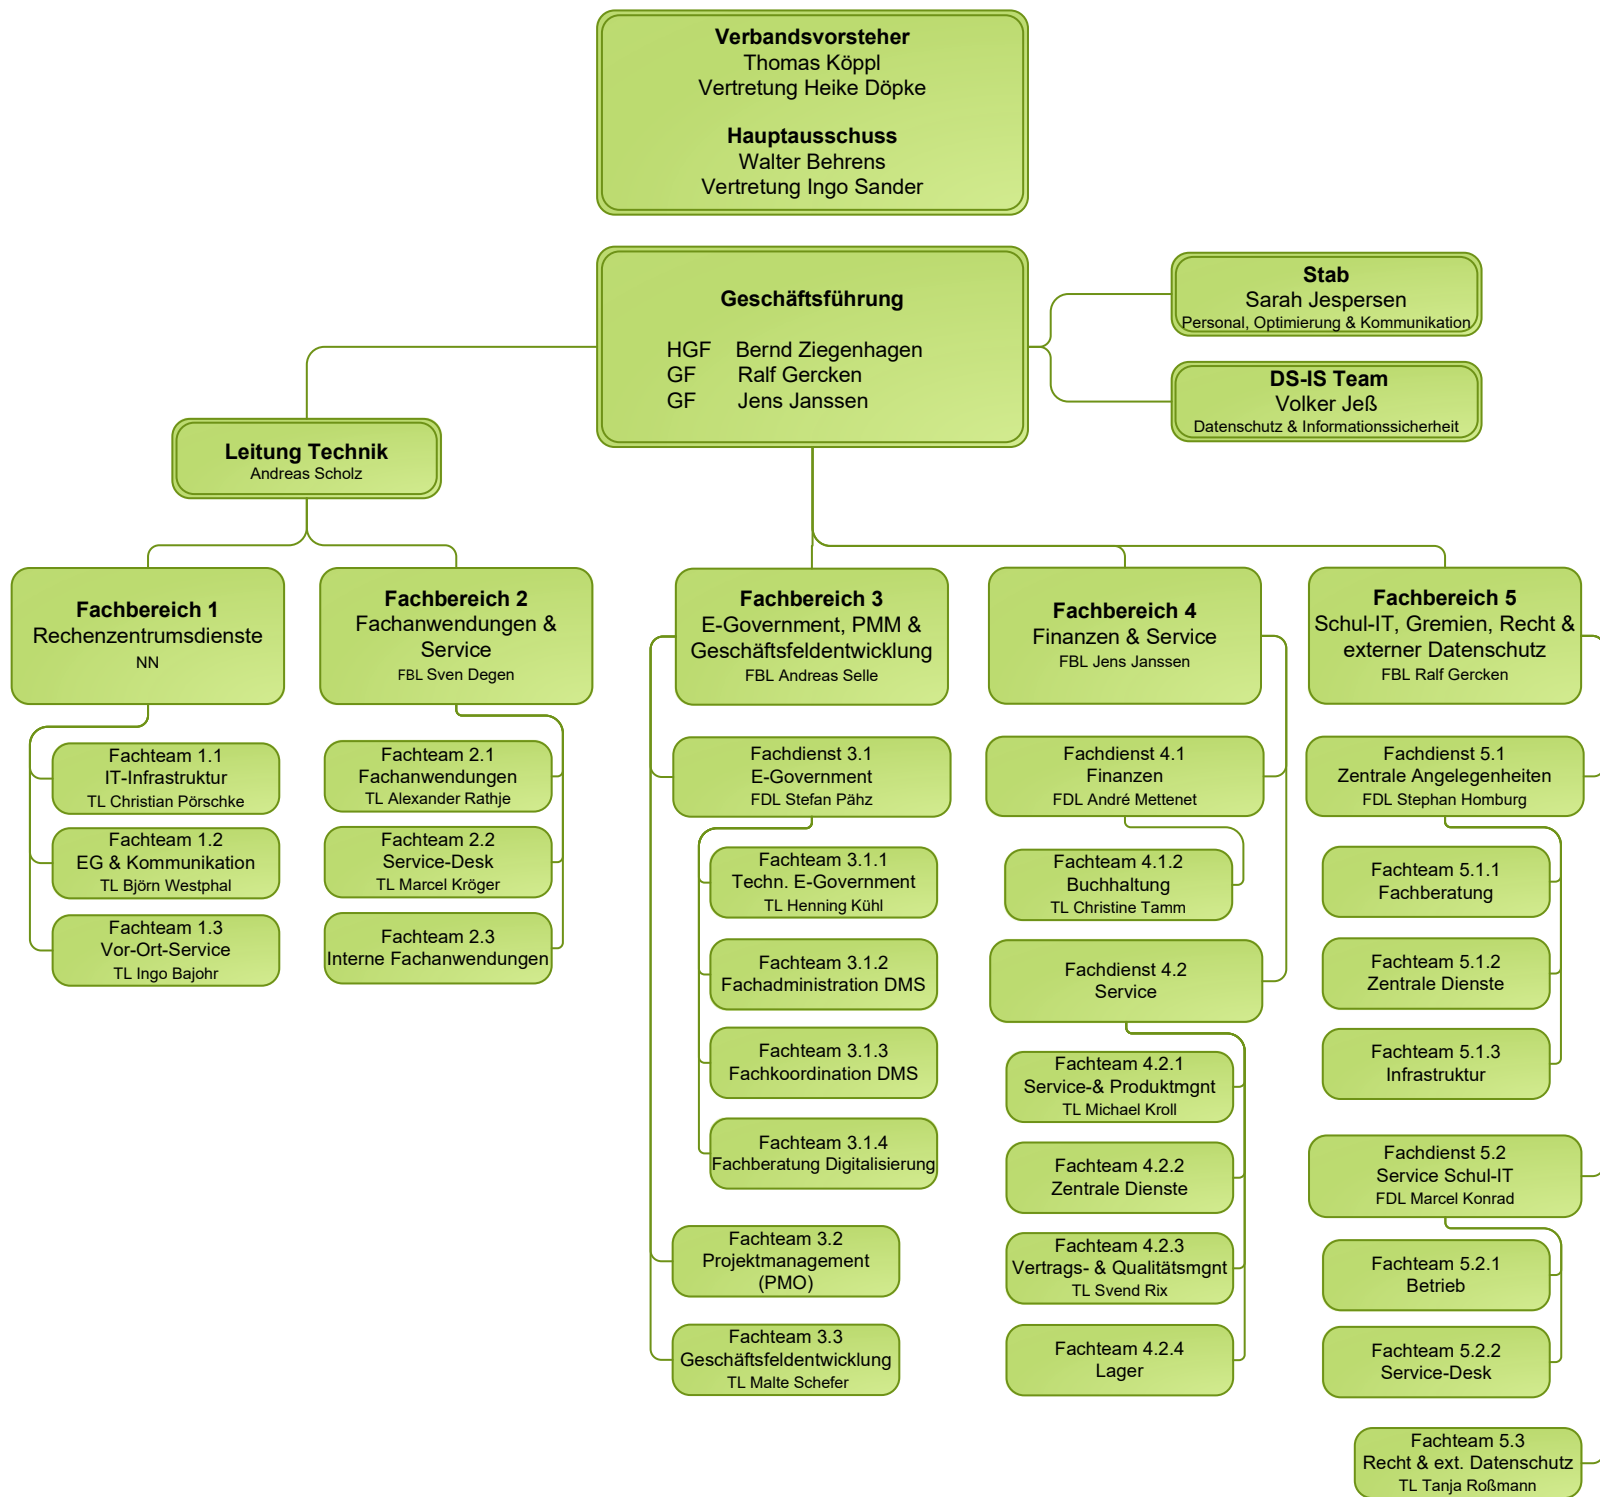 Verbandsvorsteher
Thomas Köppl
Vertretung Heike Döpke
Hauptausschuss
Walter Behrens
Vertretung Ingo Sander
Geschäftsführung
HGF Bernd Ziegenhagen
GF Ralf Gercken
GF Jens Janssen
Stab
Sarah Jespersen
Personal, Optimierung & Kommunikation
DS-IS Team
Volker Jeß
Datenschutz & Informationssicherheit
Leitung Technik
Andreas Scholz
Fachbereich 1
Rechenzentrumsdienste
NN
Fachteam 1.1
IT-Infrastruktur
TL Christian Pörschke
Fachteam 1.2
EG & Kommunikation
TL Björn Westphal
Fachteam 1.3
Vor-Ort-Service
TL Ingo Bajohr
Fachbereich 2
Fachanwendungen &
Service
FBL Sven Degen
Fachteam 2.1
Fachanwendungen
TL Alexander Rathje
Fachteam 2.2
Service-Desk
TL Marcel Kröger
Fachteam 2.3
Interne Fachanwendungen
Fachbereich 3
E-Government, PMM &
Geschäftsfeldentwicklung
FBL Andreas Selle
Fachdienst 3.1
E-Government
FDL Stefan Pähz
Fachteam 3.1.1
Techn. E-Government
TL Henning Kühl
Fachteam 3.1.2
Fachadministration DMS
Fachteam 3.1.3
Fachkoordination DMS
Fachteam 3.1.4
Fachberatung Digitalisierung
Fachteam 3.2
Projektmanagement
(PMO)
Fachteam 3.3
Geschäftsfeldentwicklung
TL Malte Schefer
Fachbereich 4
Finanzen & Service
FBL Jens Janssen
Fachdienst 4.1
Finanzen
FDL André Mettenet
Fachteam 4.1.2
Buchhaltung
TL Christine Tamm
Fachdienst 4.2
Service
Fachteam 4.2.1
Service-& Produktmgnt
TL Michael Kroll
Fachteam 4.2.2
Zentrale Dienste
Fachteam 4.2.3
Vertrags- & Qualitätsmgnt
TL Svend Rix
Fachteam 4.2.4
Lager
Fachbereich 5
Schul-IT, Gremien, Recht &
externer Datenschutz
FBL Ralf Gercken
Fachdienst 5.1
Zentrale Angelegenheiten
FDL Stephan Homburg
Fachteam 5.1.1
Fachberatung
Fachteam 5.1.2
Zentrale Dienste
Fachteam 5.1.3
Infrastruktur
Fachdienst 5.2
Service Schul-IT
FDL Marcel Konrad
Fachteam 5.2.1
Betrieb
Fachteam 5.2.2
Service-Desk
Fachteam 5.3
Recht & ext. Datenschutz
TL Tanja Roßmann